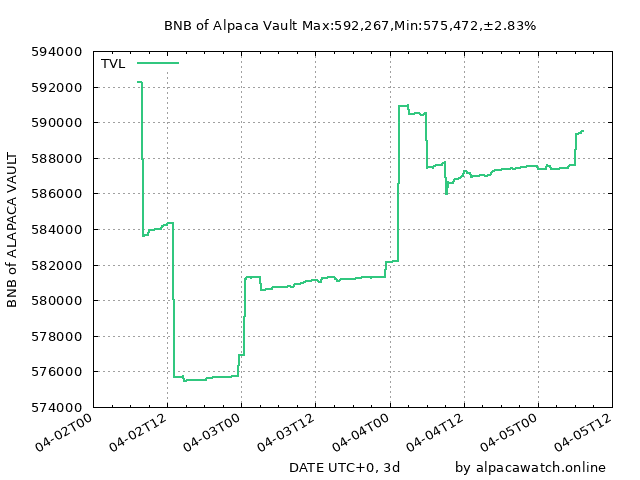 BNB of Alpaca Vault Max:592,267,Min:575,472,±2.83%
TVL
594000
592000
590000
588000
586000
584000
582000
580000
578000
576000
574000
BNB of ALAPACA VAULT
04-02T00
04-02T12
04-03T00
04-03T12
04-04T00
04-04T12
04-05T00
04-05T12
DATE UTC+0, 3d
by alpacawatch.online